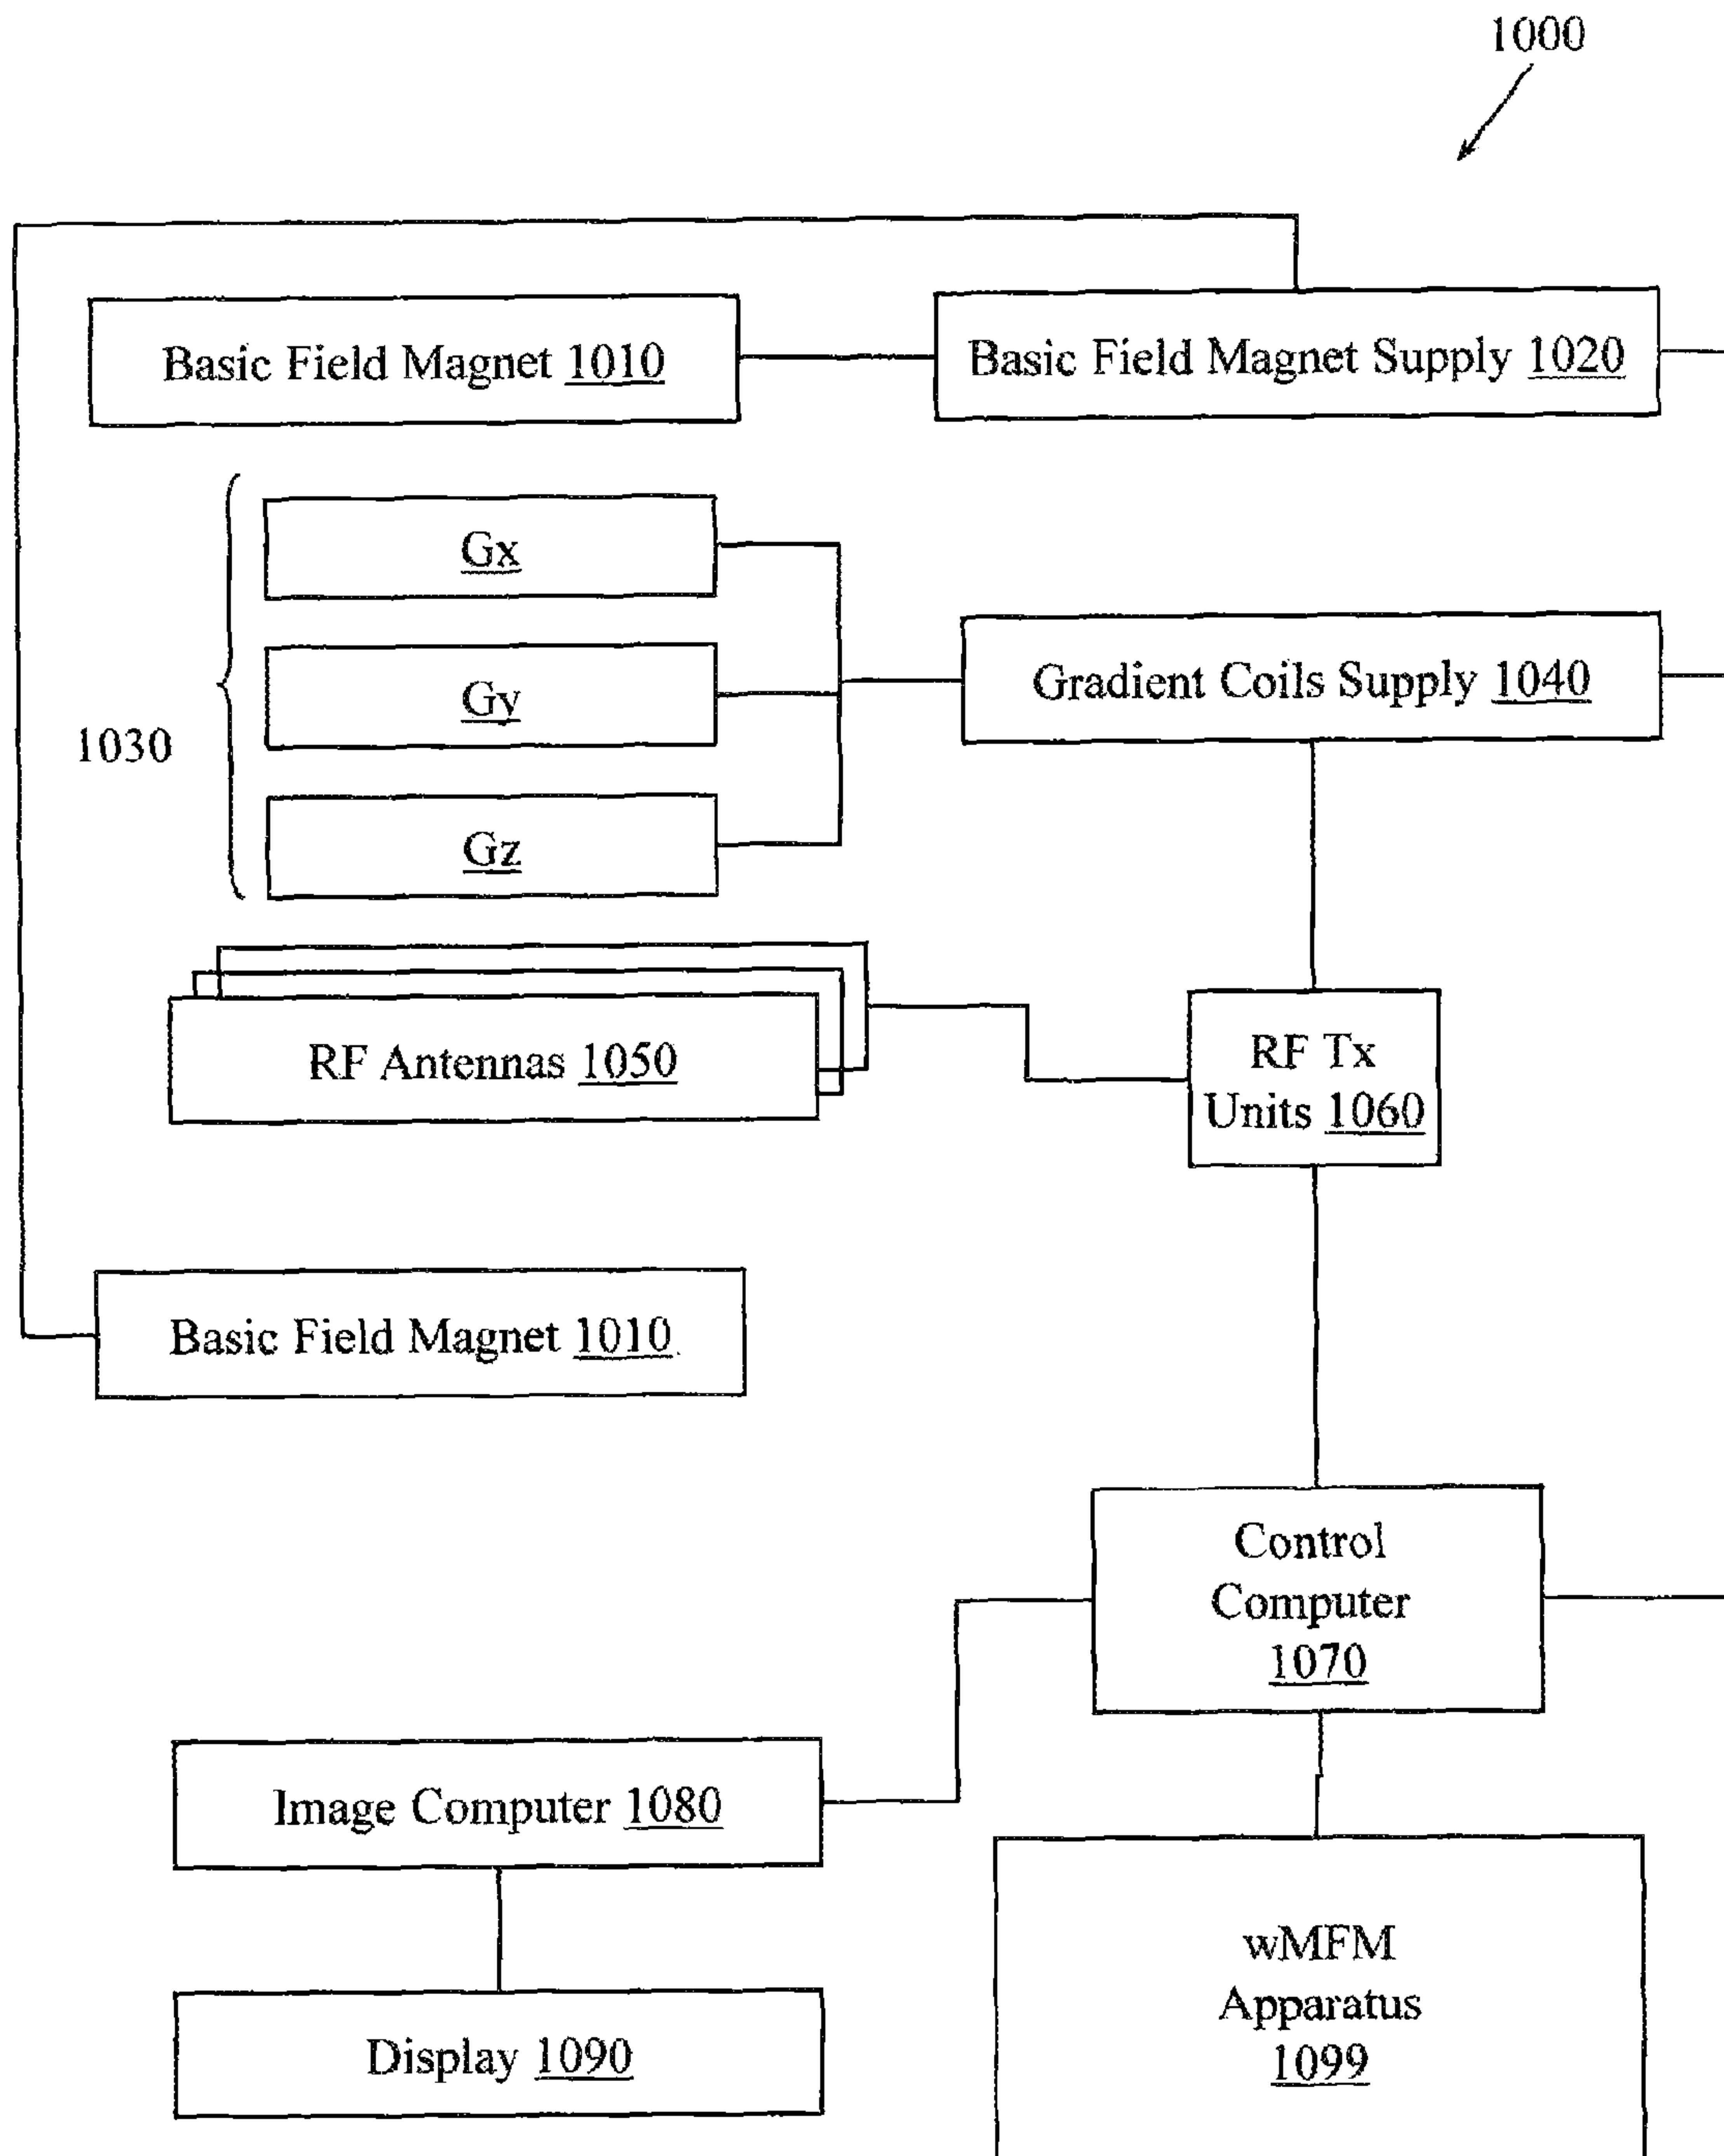 1000
Basic Field Magnet 1010
Basic Field Magnet Supply 1020
Gx
Gy
Gz
1030
Gradient Coils Supply 1040
RF Antennas 1050
RF Tx
Units 1060
Basic Field Magnet 1010
Control
Computer
1070
Image Computer 1080
wMFM
Apparatus
1099
Display 1090